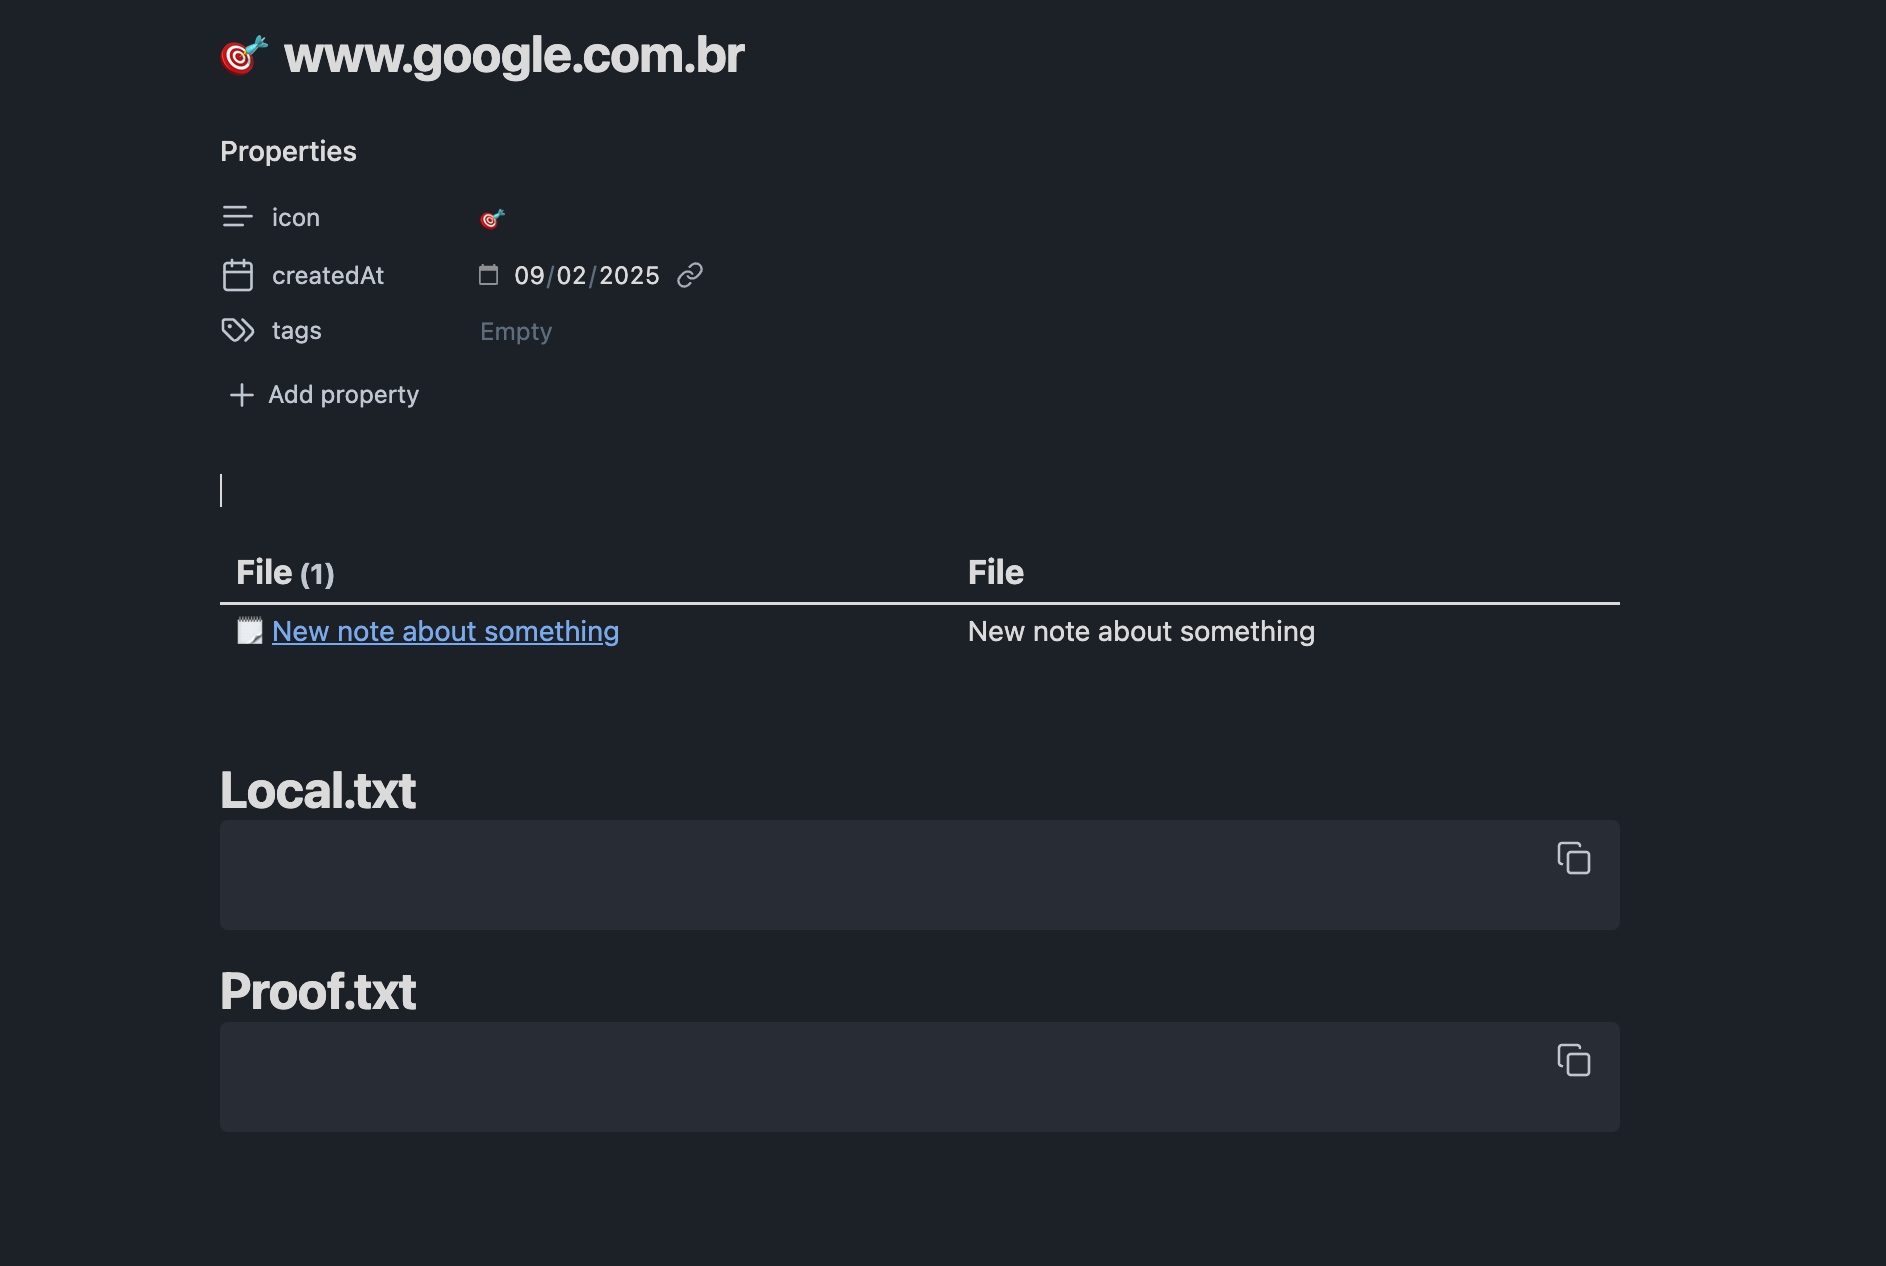 www.google.com.br
Properties
icon
createdAt 09/02/2025
tags Empty
Add property
File (1) File
New note about something New note about something
Local.txt
Proof.txt